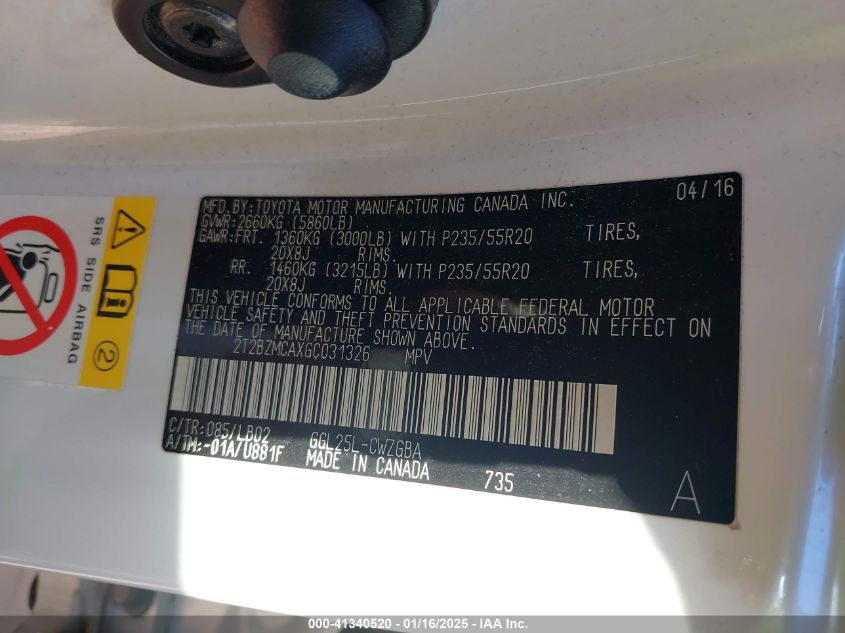 MFD.BY:TOYOTA MOTOR MANUFACTURING CANADA INC. 04/16
GVWR:2660KG (5860LB)
GAWR:FRT. 1360KG (3000LB) WITH P235/55R20 TIRES,
20X8J RIMS.
RR. 1460KG (3215LB) WITH P235/55R20 TIRES,
20X8J RIMS.
THIS VEHICLE CONFORMS TO ALL APPLICABLE FEDERAL MOTOR
VEHICLE SAFETY AND THEFT PREVENTION STANDARDS IN EFFECT ON
THE DATE OF MANUFACTURE SHOWN ABOVE.
2T2BZMCAXGC031326 MPV
C/TR:085/LB02 GGL25L-CWZGBA
A/TM:-01A/U881F MADE IN CANADA 735
A
SRS SIDE AIRBAG
2
000-41340520 - 01/16/2025 - IAA Inc.